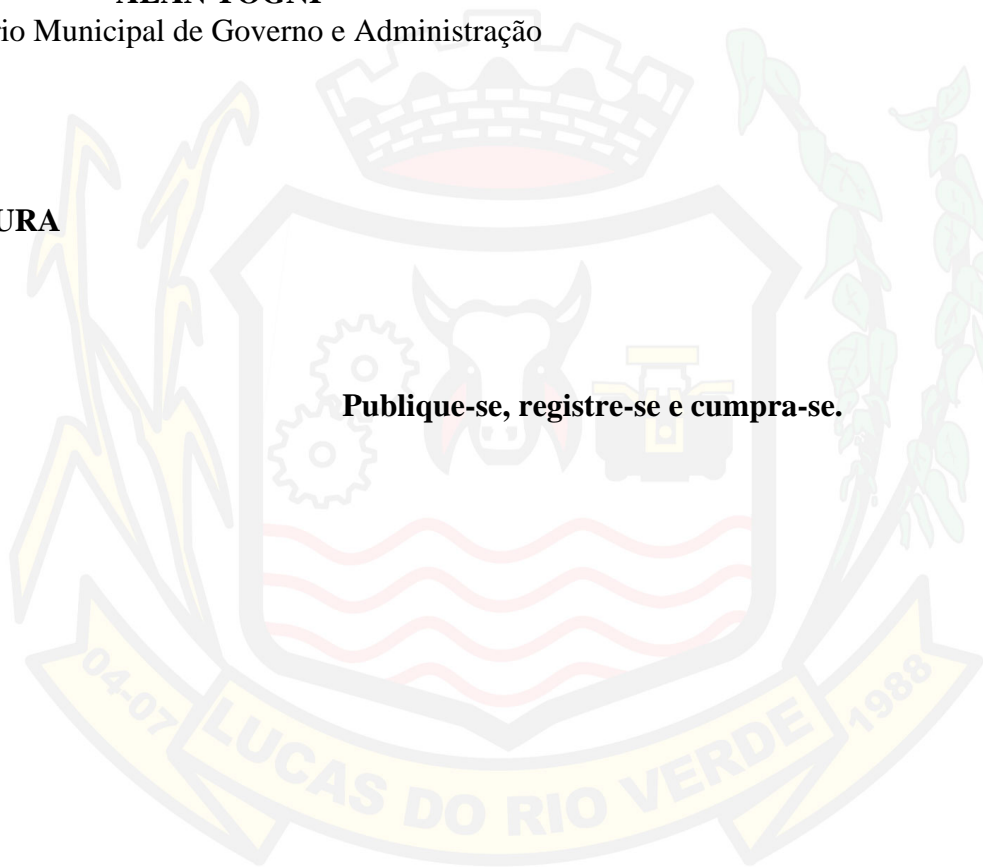 ALAN TOGNI
rio Municipal de Governo e Administração
URA
Publique-se, registre-se e cumpra-se.
04-07 LUCAS DO RIO VERDE 1988